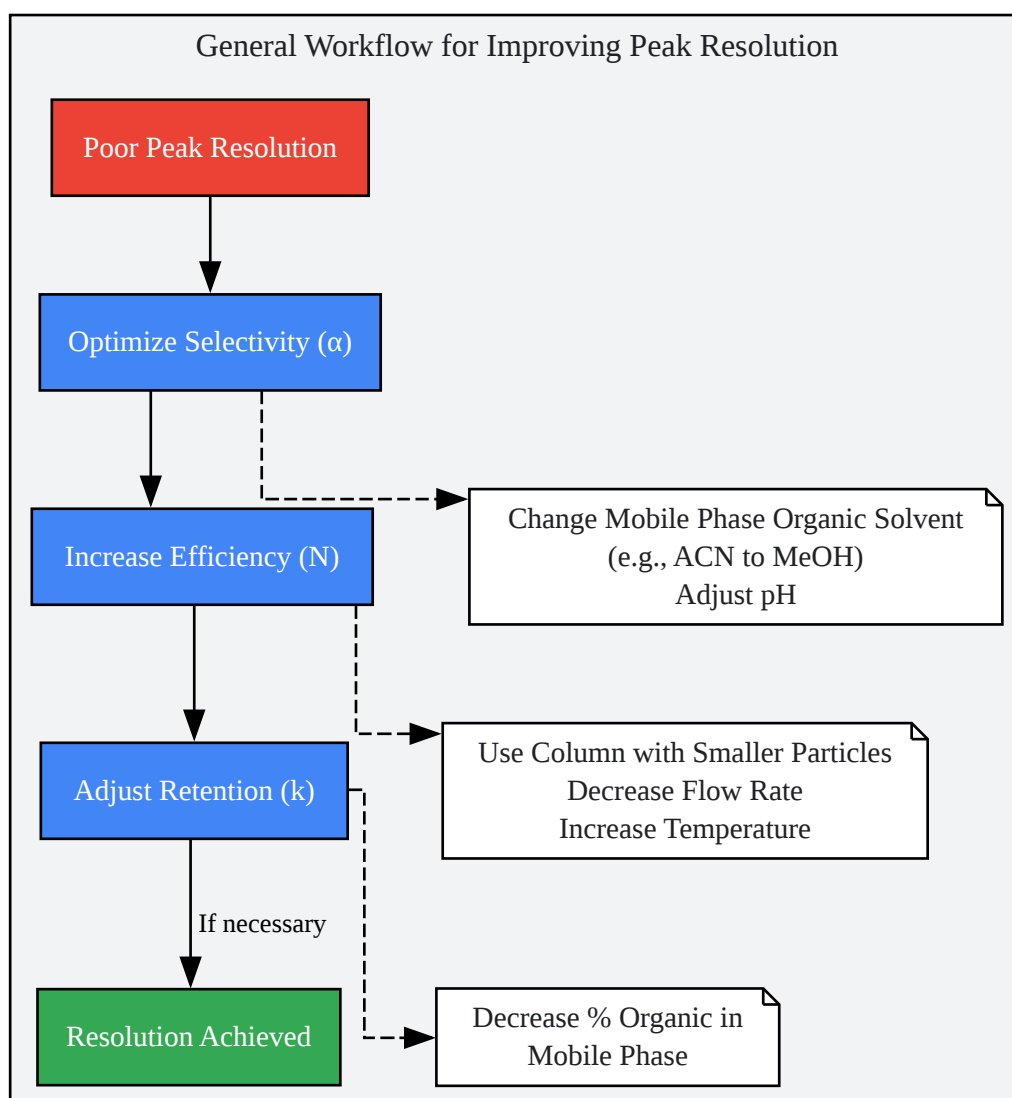 General Workflow for Improving Peak Resolution
Poor Peak Resolution
Optimize Selectivity (α)
Change Mobile Phase Organic Solvent
(e.g., ACN to MeOH)
Adjust pH
Increase Efficiency (N)
Use Column with Smaller Particles
Decrease Flow Rate
Increase Temperature
Adjust Retention (k)
If necessary
Decrease % Organic in
Mobile Phase
Resolution Achieved